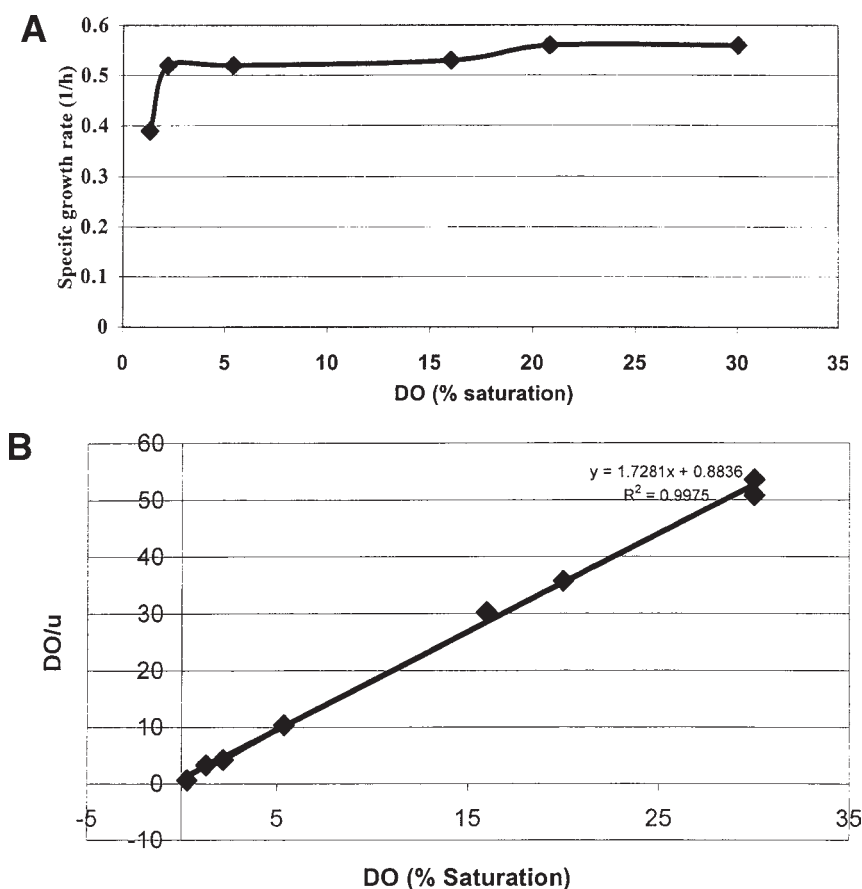 A
Specifc growth rate (1/h)
0.6
0.5
0.4
0.3
0.2
0.1
0
0 5 10 15 20 25 30 35
DO (% saturation)
B
DO/u
60
50
40
30
20
10
0
-10
y = 1.7281x + 0.8836
R² = 0.9975
-5 5 15 25 35
DO (% Saturation)